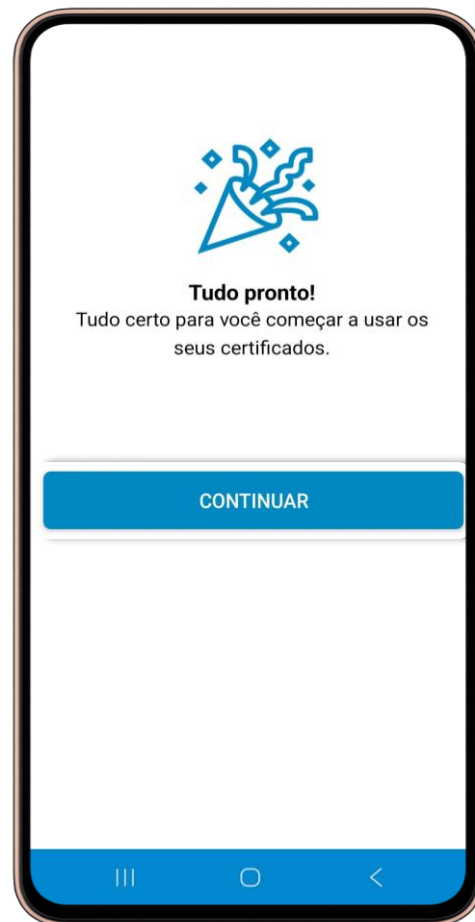 Tudo pronto!
Tudo certo para você começar a usar os
seus certificados.
CONTINUAR